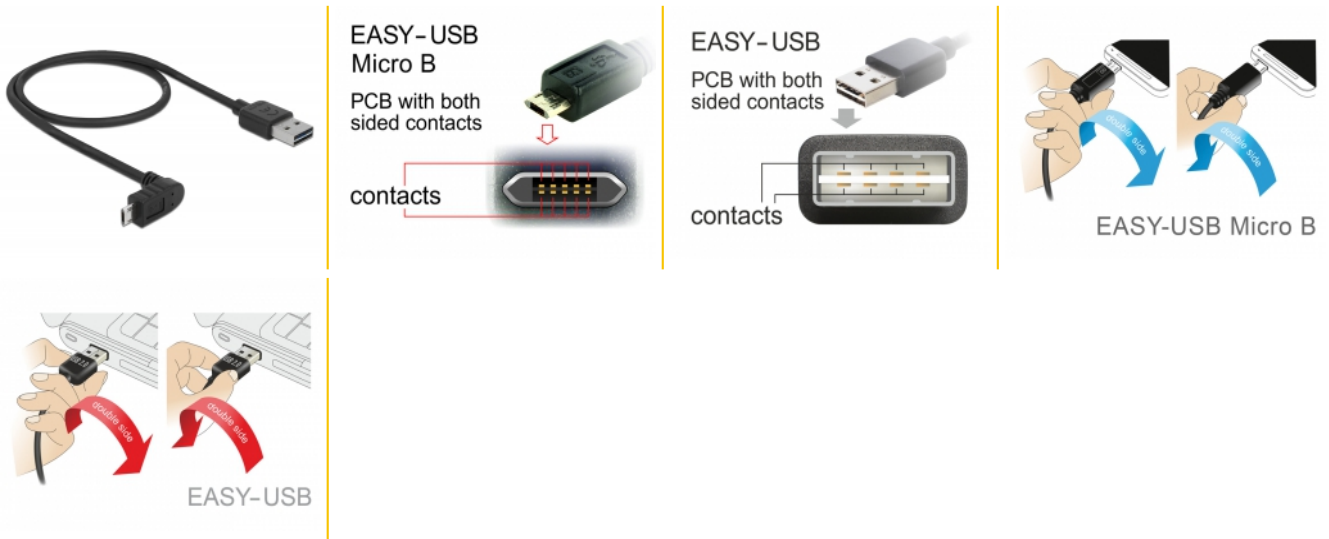 EASY-USB
Micro B
PCB with both
sided contacts
contacts
EASY-USB
PCB with both
sided contacts
contacts
double side
double side
EASY-USB Micro B
double side
double side
EASY-USB